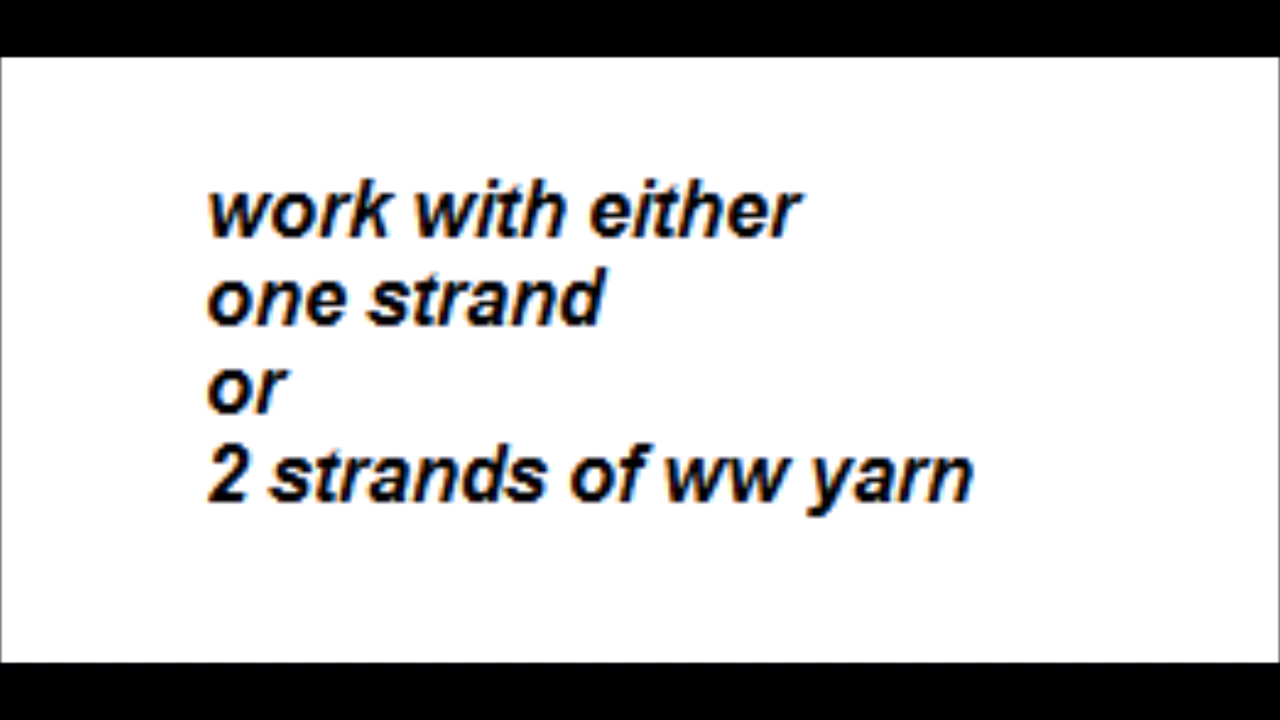 work with either
one strand
or
2 strands of ww yarn